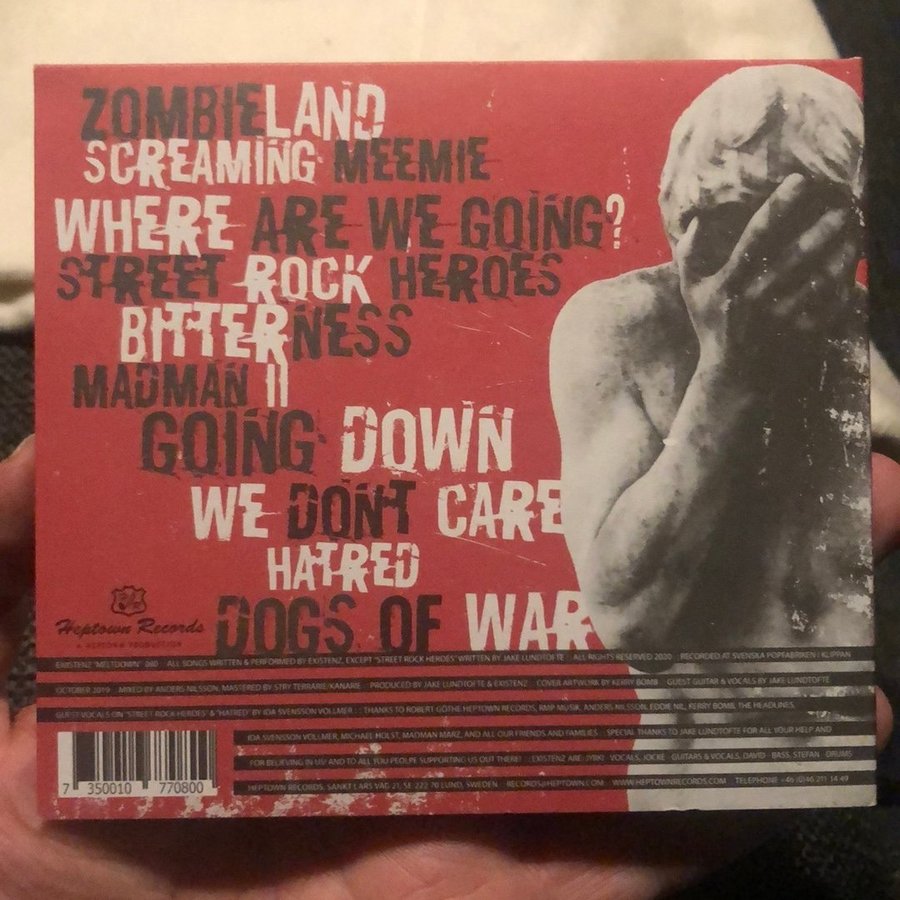 ZOMBIELAND
SCREAMING MEEMIE
WHERE ARE WE GOING?
STREET ROCK HEROES
BITTERNESS
MADMAN II
GOING DOWN
WE DONT CARE
HATRED
DOGS OF WAR
Heptown Records
A HEPTOWN PRODUCTION
EXISTENZ "MELTDOWN" 080 ALL SONGS WRITTEN & PERFORMED BY EXISTENZ, EXCEPT "STREET ROCK HEROES" WRITTEN BY JAKE LUNDTOFTE ALL RIGHTS RESERVED 2020 RECORDED AT SVENSKA POPFABRIKEN / KLIPPAN
OCTOBER 2019 MIXED BY ANDERS NILSSON, MASTERED BY STRY TERRARIE/KANARIE. PRODUCED BY JAKE LUNDTOFTE & EXISTENZ COVER ARTWORK BY KERRY BOMB GUEST GUITAR & VOCALS BY JAKE LUNDTOFTE
GUEST VOCALS ON "STREET ROCK HEROES" & "HATRED" BY IDA SVENSSON VOLLMER : : THANKS TO ROBERT GÖTHE HEPTOWN RECORDS, RMP MUSIK, ANDERS NILSSON, EDDIE NIL, KERRY BOMB, THE HEADLINES,
IDA SVENSSON VOLLMER, MICHAEL HOLST, MADMAN MARZ, AND ALL OUR FRIENDS AND FAMILIES SPECIAL THANKS TO JAKE LUNDTOFTE FOR ALL YOUR HELP AND
FOR BELIEVING IN US! AND TO ALL YOU PEOLPE SUPPORTING US OUT THERE! EXISTENZ ARE: JYRKI - VOCALS, JOCKE - GUITARS & VOCALS, DAVID - BASS, STEFAN - DRUMS
HEPTOWN RECORDS, SANKT LARS VÄG 21, SE 222 70 LUND, SWEDEN RECORDS@HEPTOWN.COM WWW.HEPTOWNRECORDS.COM TELEPHONE +46 (0)46 211 14 49
7 350010 770800